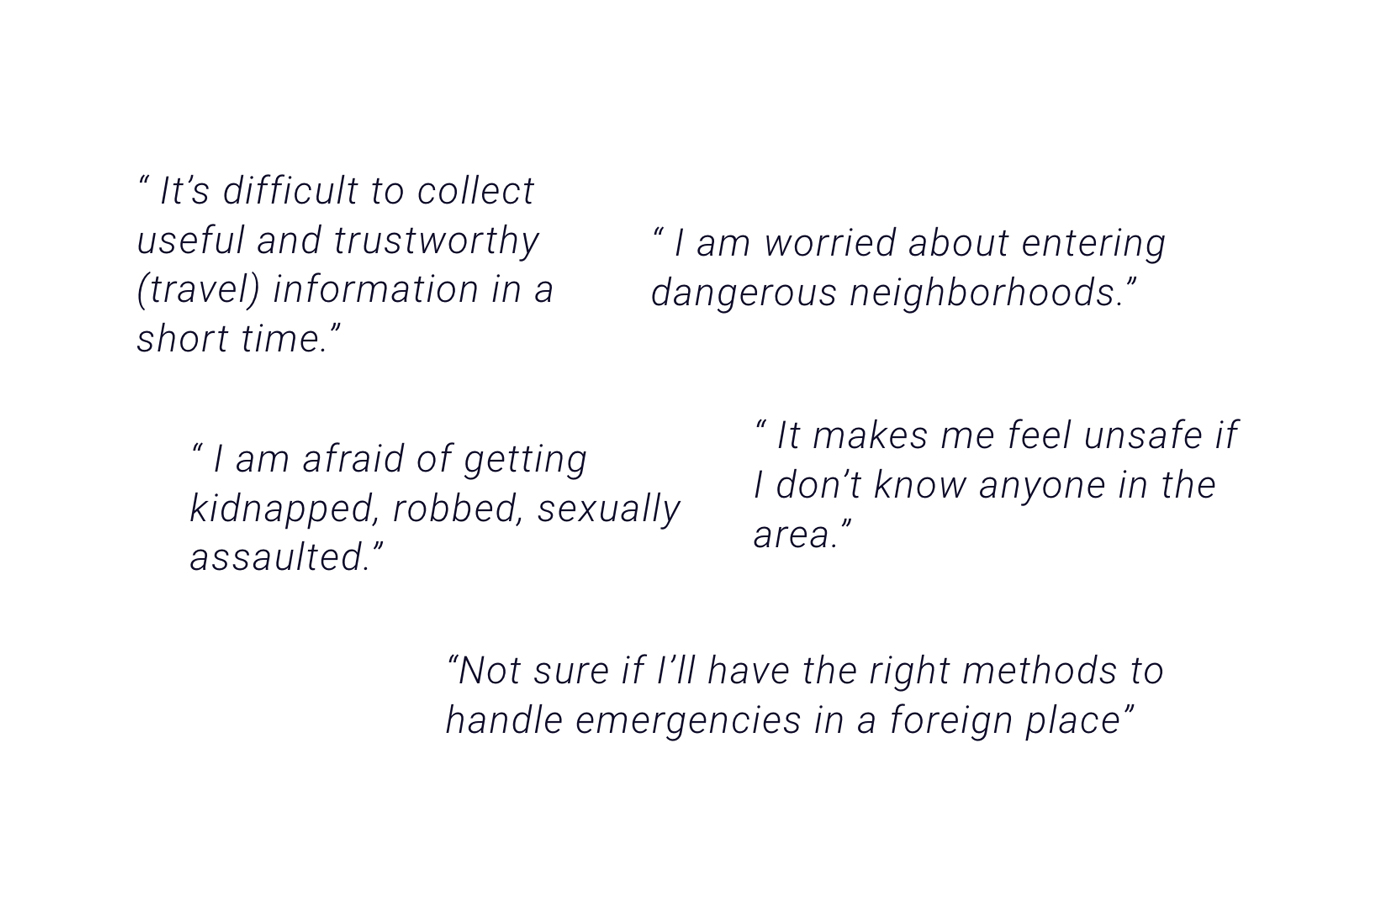 “ It’s difficult to collect
useful and trustworthy
(travel) information in a
short time.”
“ I am worried about entering
dangerous neighborhoods.”
“ I am afraid of getting
kidnapped, robbed, sexually
assaulted.”
“ It makes me feel unsafe if
I don’t know anyone in the
area.”
“Not sure if I’ll have the right methods to
handle emergencies in a foreign place”